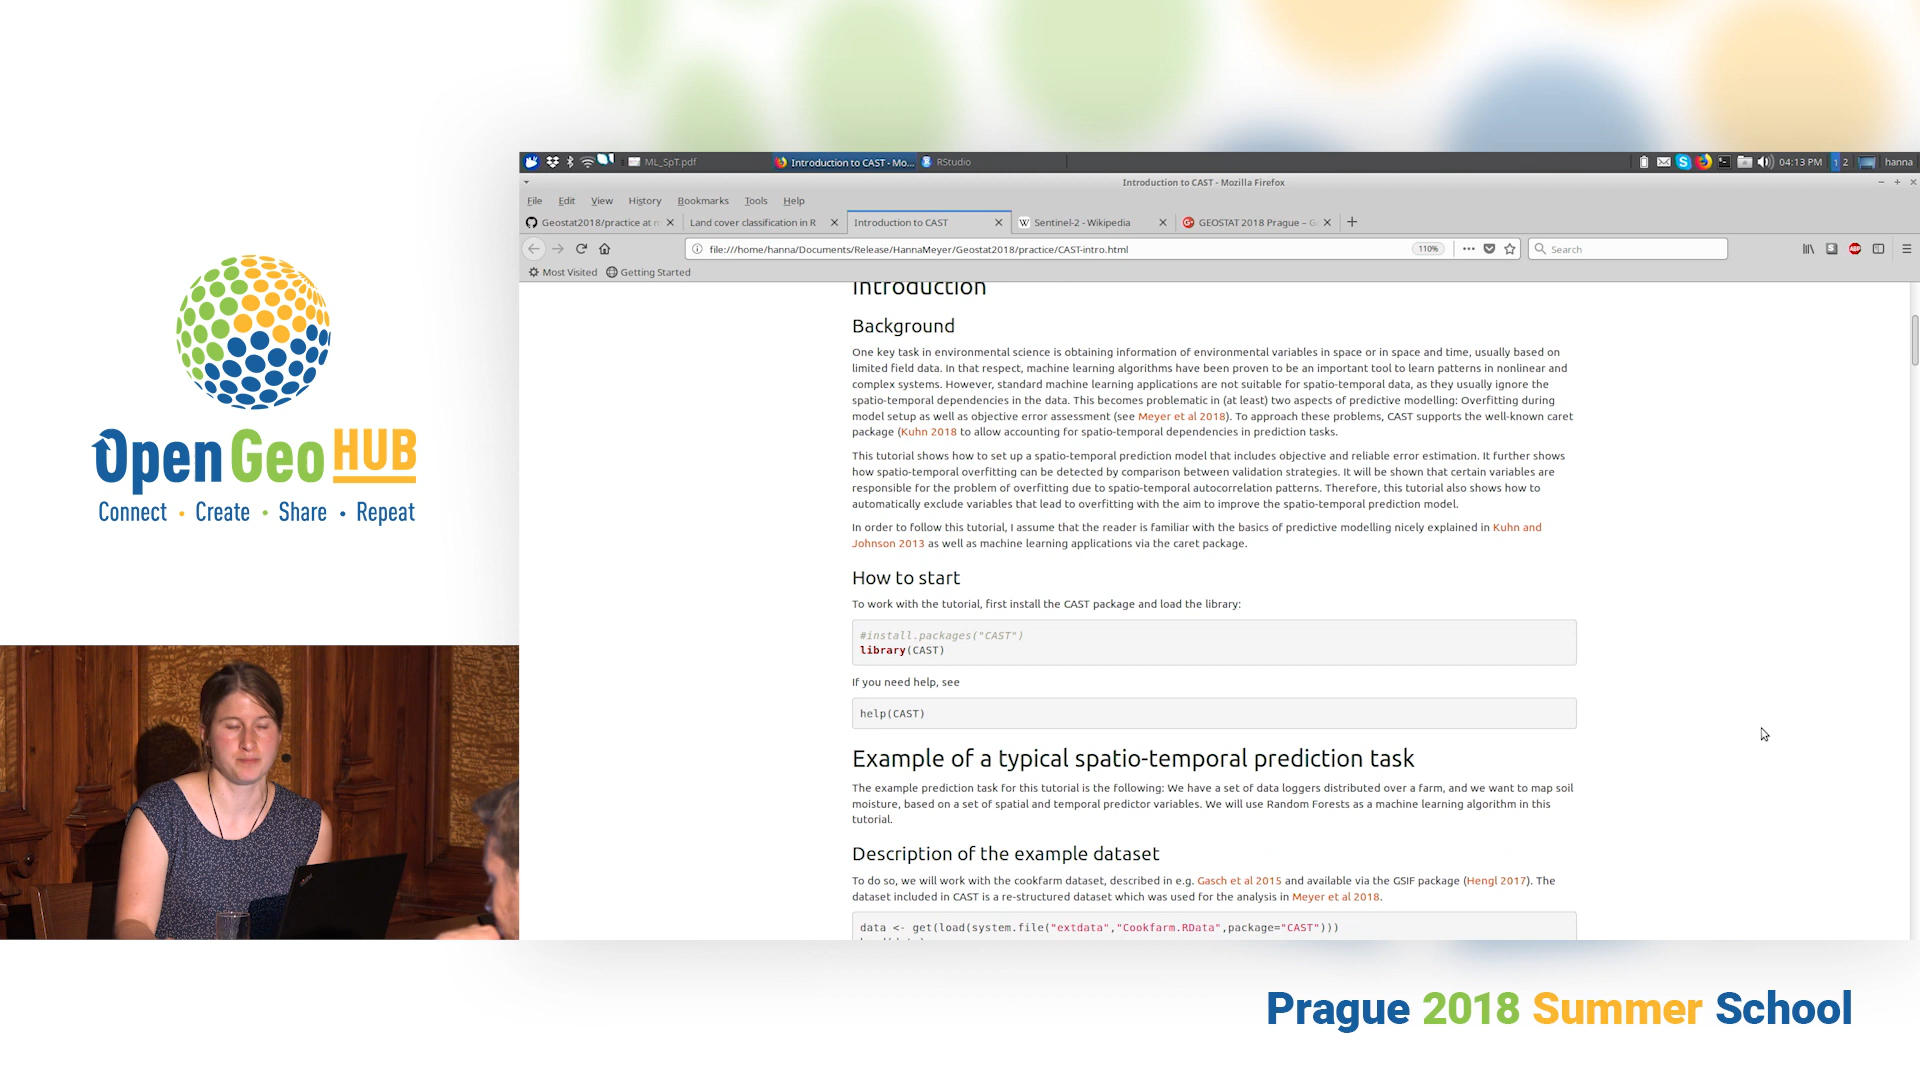 ML_SpT.pdf
Introduction to CAST - Mo...
RStudio
04:13 PM
1 2
hanna
Introduction to CAST - Mozilla Firefox
File Edit View History Bookmarks Tools Help
Geostat2018/practice at
Land cover classification in R
Introduction to CAST
Sentinel-2 - Wikipedia
GEOSTAT 2018 Prague –
file:///home/hanna/Documents/Release/HannaMeyer/Geostat2018/practice/CAST-intro.html
110%
Search
Most Visited
Getting Started
Introduction
Background
One key task in environmental science is obtaining information of environmental variables in space or in space and time, usually based on
limited field data. In that respect, machine learning algorithms have been proven to be an important tool to learn patterns in nonlinear and
complex systems. However, standard machine learning applications are not suitable for spatio-temporal data, as they usually ignore the
spatio-temporal dependencies in the data. This becomes problematic in (at least) two aspects of predictive modelling: Overfitting during
model setup as well as objective error assessment (see Meyer et al 2018). To approach these problems, CAST supports the well-known caret
package (Kuhn 2018 to allow accounting for spatio-temporal dependencies in prediction tasks.
This tutorial shows how to set up a spatio-temporal prediction model that includes objective and reliable error estimation. It further shows
how spatio-temporal overfitting can be detected by comparison between validation strategies. It will be shown that certain variables are
responsible for the problem of overfitting due to spatio-temporal autocorrelation patterns. Therefore, this tutorial also shows how to
automatically exclude variables that lead to overfitting with the aim to improve the spatio-temporal prediction model.
In order to follow this tutorial, I assume that the reader is familiar with the basics of predictive modelling nicely explained in Kuhn and
Johnson 2013 as well as machine learning applications via the caret package.
How to start
To work with the tutorial, first install the CAST package and load the library:
#install.packages("CAST")
library(CAST)
If you need help, see
help(CAST)
Example of a typical spatio-temporal prediction task
The example prediction task for this tutorial is the following: We have a set of data loggers distributed over a farm, and we want to map soil
moisture, based on a set of spatial and temporal predictor variables. We will use Random Forests as a machine learning algorithm in this
tutorial.
Description of the example dataset
To do so, we will work with the cookfarm dataset, described in e.g. Gasch et al 2015 and available via the GSIF package (Hengl 2017). The
dataset included in CAST is a re-structured dataset which was used for the analysis in Meyer et al 2018.
data <- get(load(system.file("extdata","Cookfarm.RData",package="CAST")))
Open Geo HUB
Connect • Create • Share • Repeat
Prague 2018 Summer School